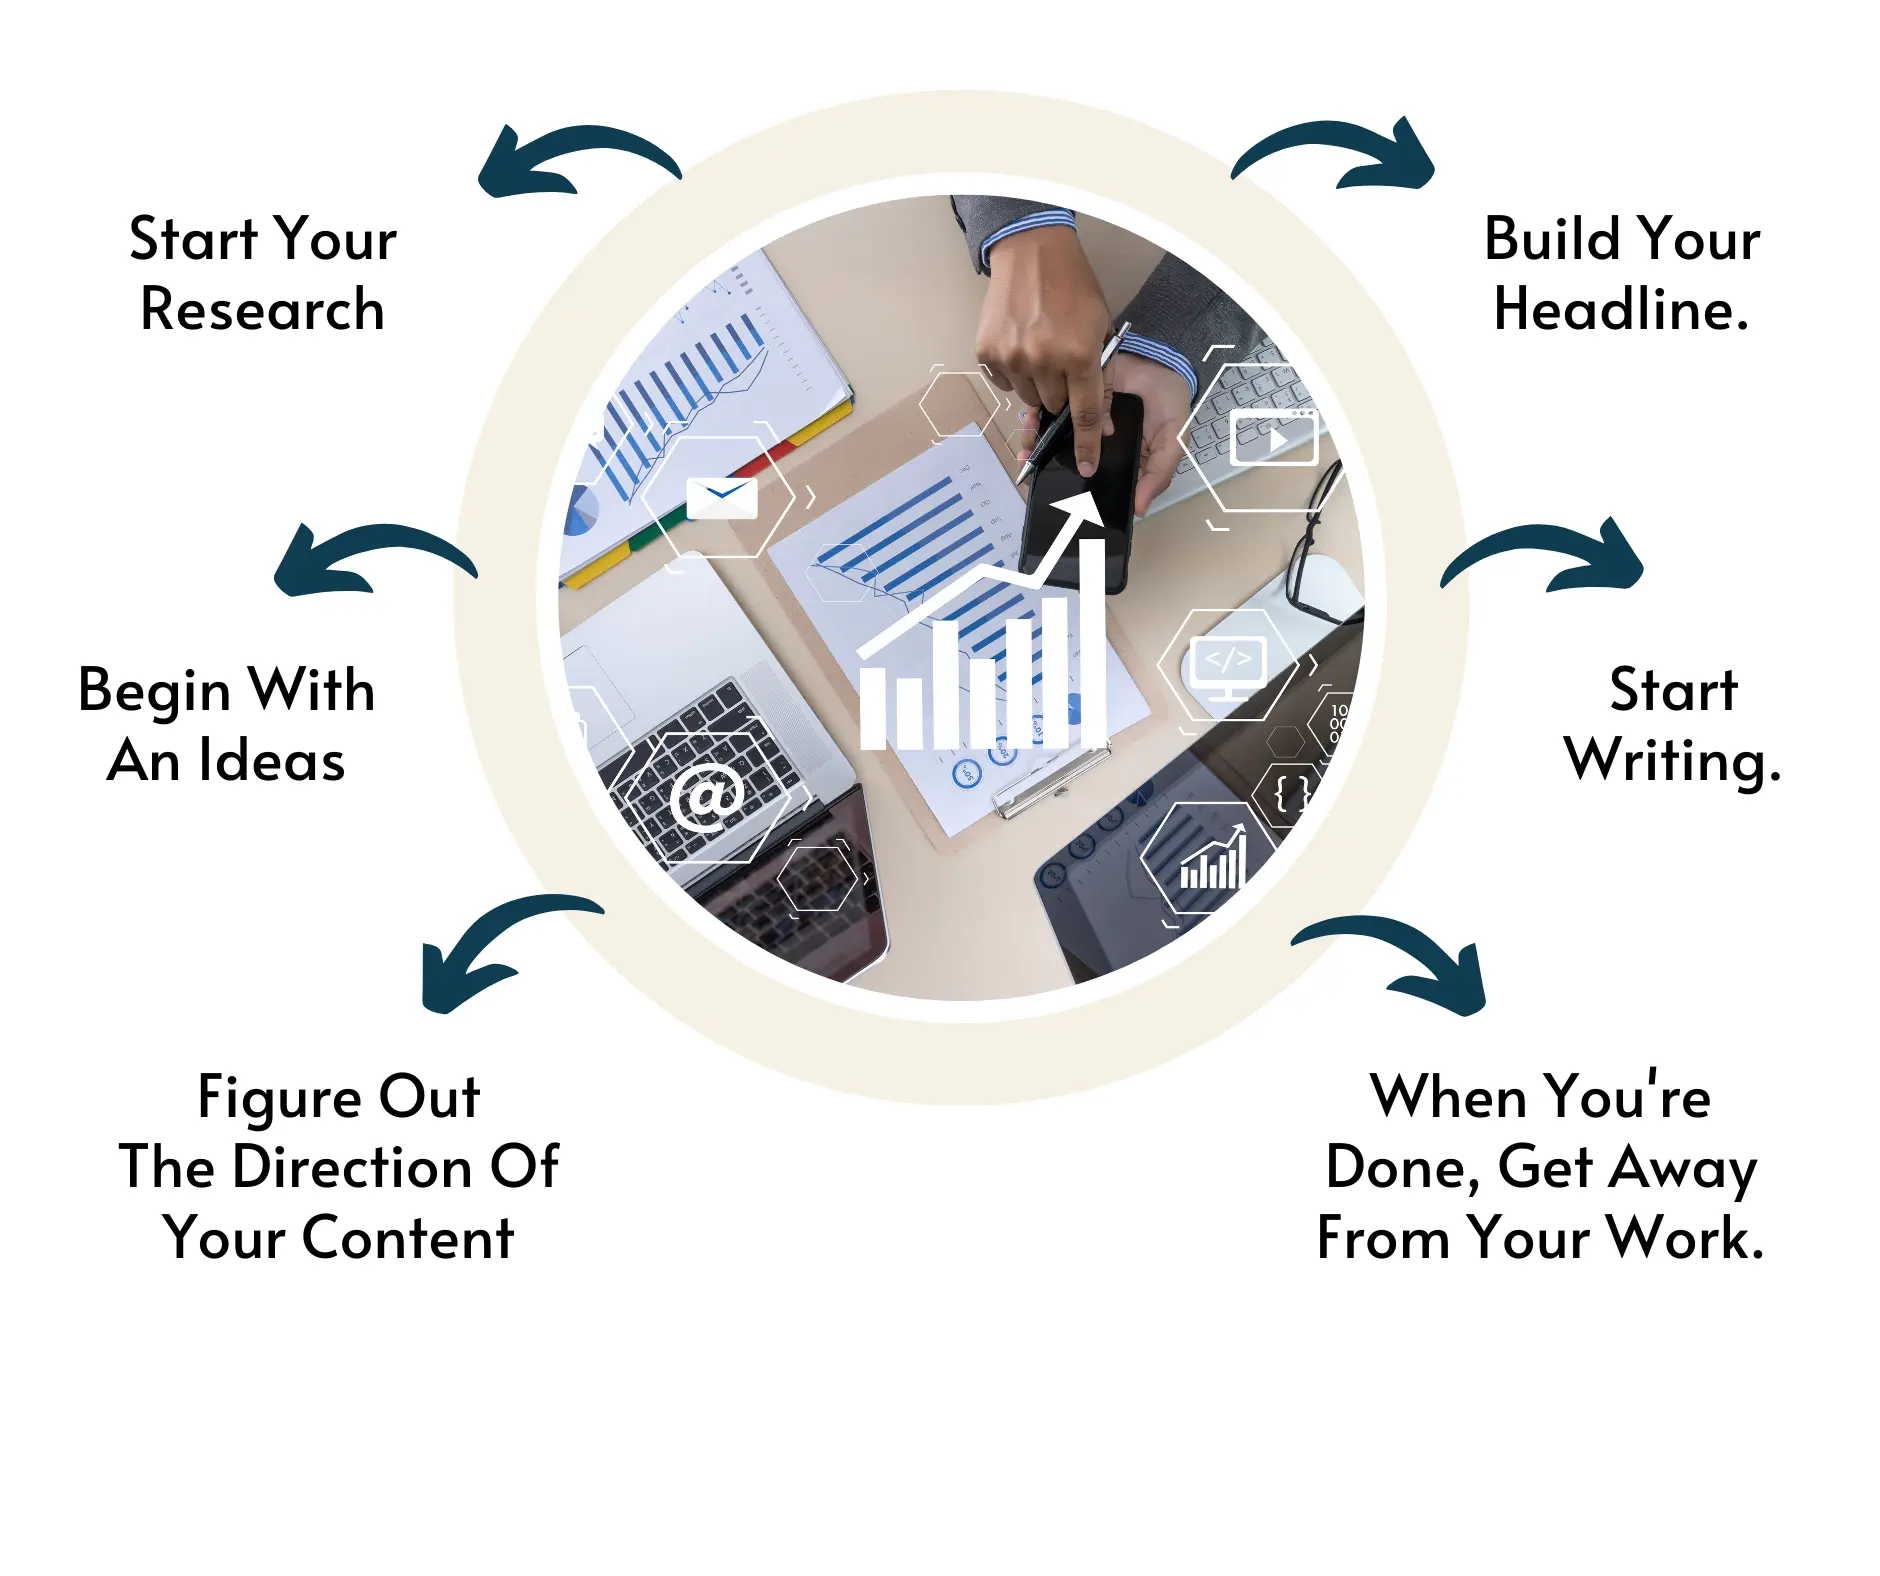 Start Your
Research
Begin With
An Ideas
Figure Out
The Direction Of
Your Content
Build Your
Headline.
Start
Writing.
When You're
Done, Get Away
From Your Work.
@
</>
{ }